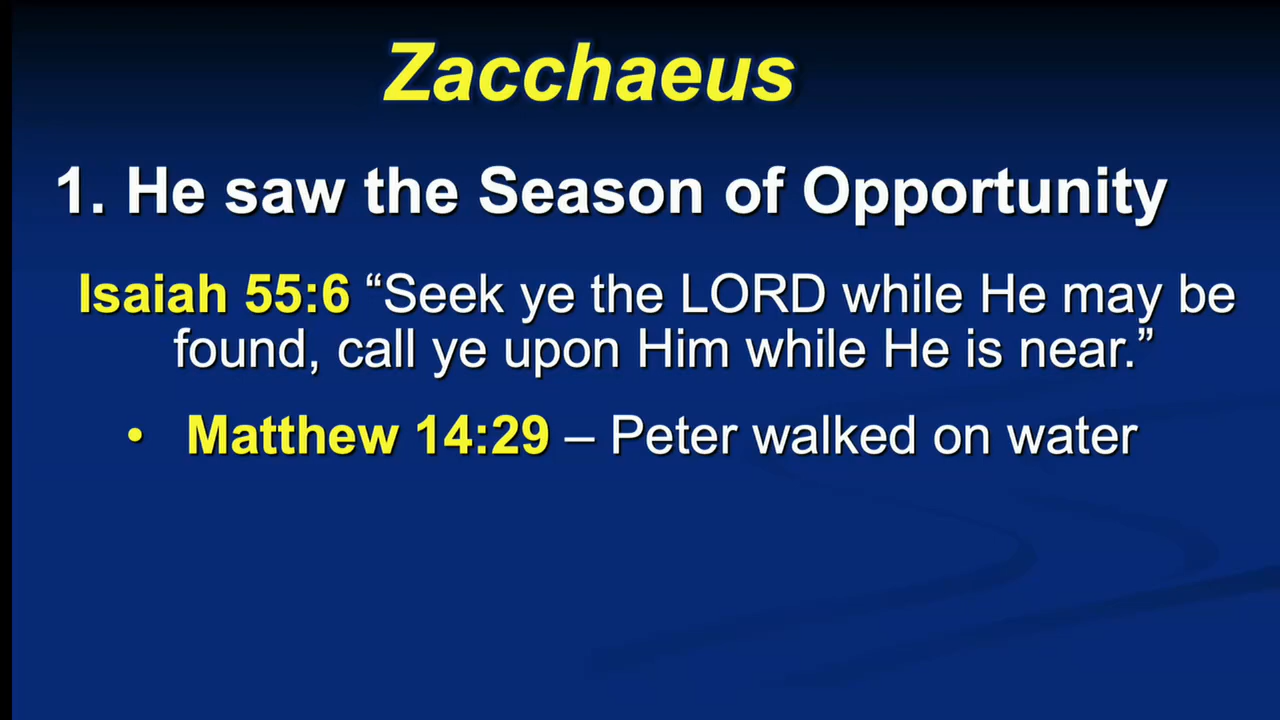 Zacchaeus
1. He saw the Season of Opportunity
Isaiah 55:6 “Seek ye the LORD while He may be
found, call ye upon Him while He is near.”
• Matthew 14:29 – Peter walked on water